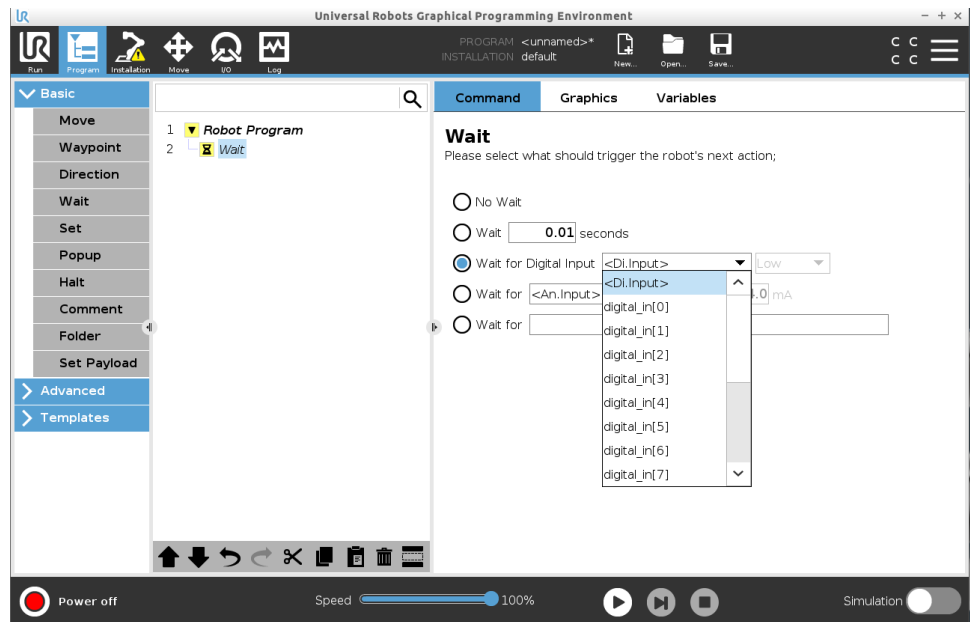 UR Universal Robots Graphical Programming Environment - + x
UR PROGRAM <unnamed>* C C
INSTALLATION default C C
Run Program Installation Move I/O Log New... Open... Save...
Basic
Move
Waypoint
Direction
Wait
Set
Popup
Halt
Comment
Folder
Set Payload
Advanced
Templates
1 Robot Program
2 Wait
Command Graphics Variables
Wait
Please select what should trigger the robot's next action;
No Wait
Wait 0.01 seconds
Wait for Digital Input <Di.Input> Low
Wait for <An.Input> .0 mA
Wait for
<Di.Input>
digital_in[0]
digital_in[1]
digital_in[2]
digital_in[3]
digital_in[4]
digital_in[5]
digital_in[6]
digital_in[7]
Power off Speed 100% Simulation